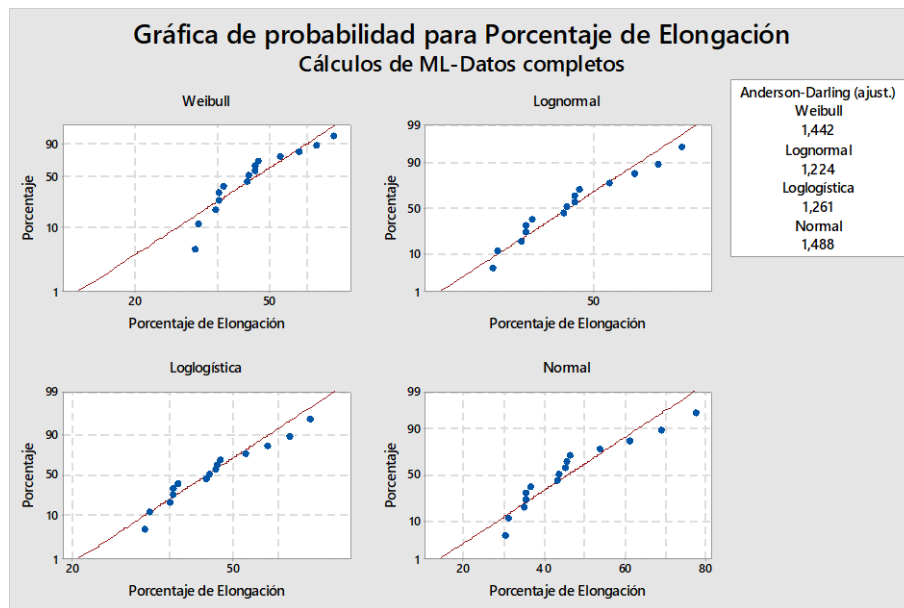 Gráfica de probabilidad para Porcentaje de Elongación
Cálculos de ML-Datos completos
Weibull
Porcentaje
90
50
10
1
20
50
Porcentaje de Elongación
Lognormal
Porcentaje
99
90
50
10
1
50
Porcentaje de Elongación
Anderson-Darling (ajust.)
Weibull
1,442
Lognormal
1,224
Loglogística
1,261
Normal
1,488
Loglogística
Porcentaje
99
90
50
10
1
20
50
Porcentaje de Elongación
Normal
Porcentaje
99
90
50
10
1
20
40
60
80
Porcentaje de Elongación